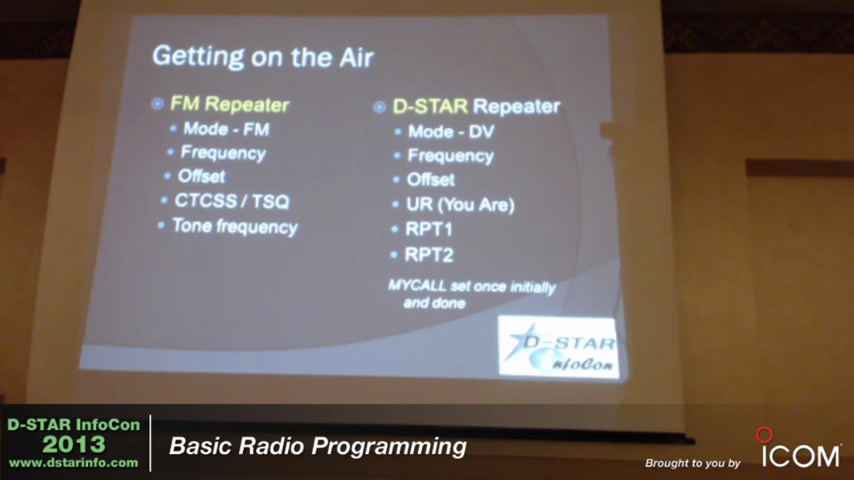 Getting on the Air
FM Repeater
Mode - FM
Frequency
Offset
CTCSS / TSQ
Tone frequency
D-STAR Repeater
Mode - DV
Frequency
Offset
UR (You Are)
RPT1
RPT2
MYCALL set once initially
and done
D-STAR
InfoCon
D-STAR InfoCon
2013
www.dstarinfo.com
Basic Radio Programming
Brought to you by
ICOM